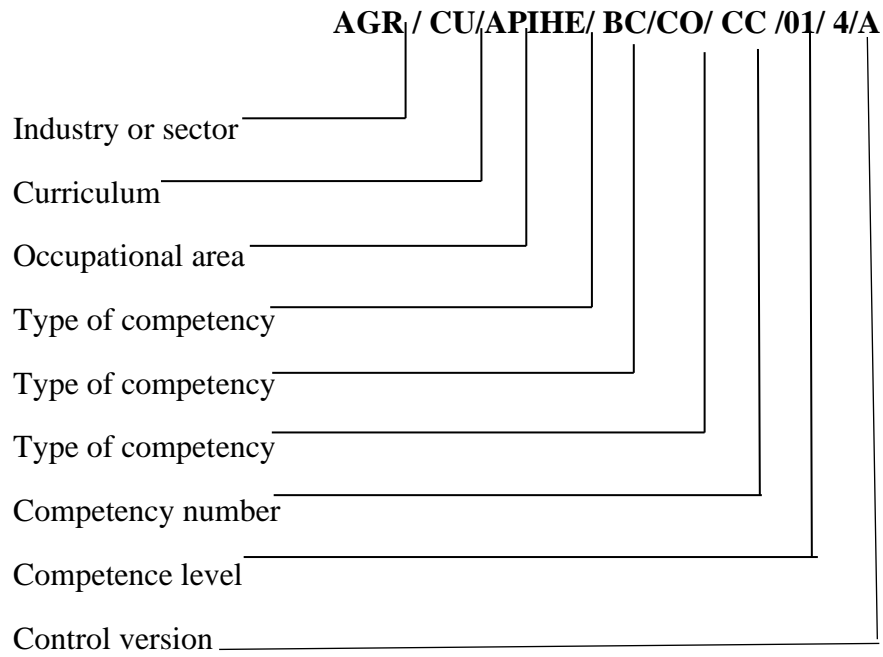 AGR / CU/APIHE/ BC/CO/ CC /01/ 4/A
Industry or sector
Curriculum
Occupational area
Type of competency
Type of competency
Type of competency
Competency number
Competence level
Control version